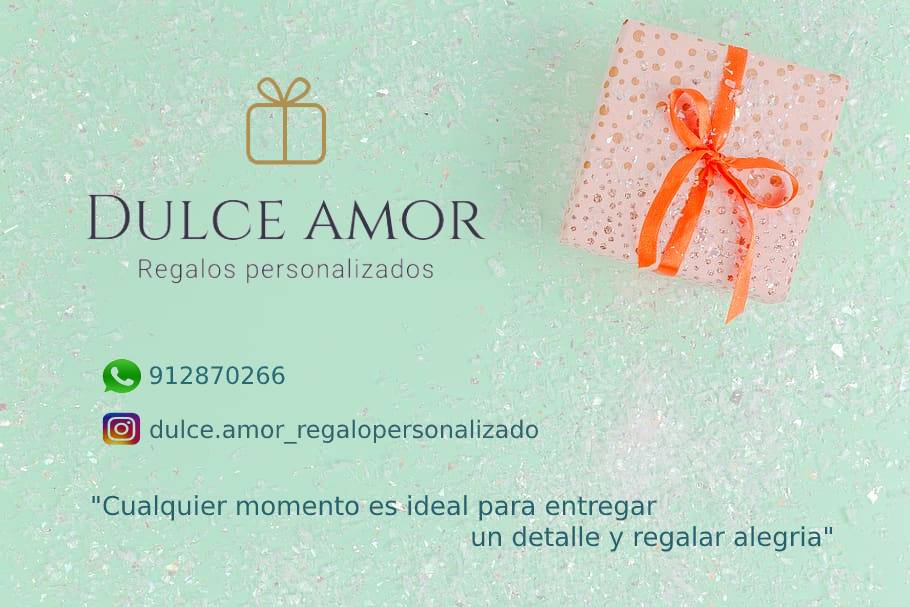 DULCE AMOR
Regalos personalizados
912870266
dulce.amor_regalopersonalizado
"Cualquier momento es ideal para entregar
un detalle y regalar alegria"